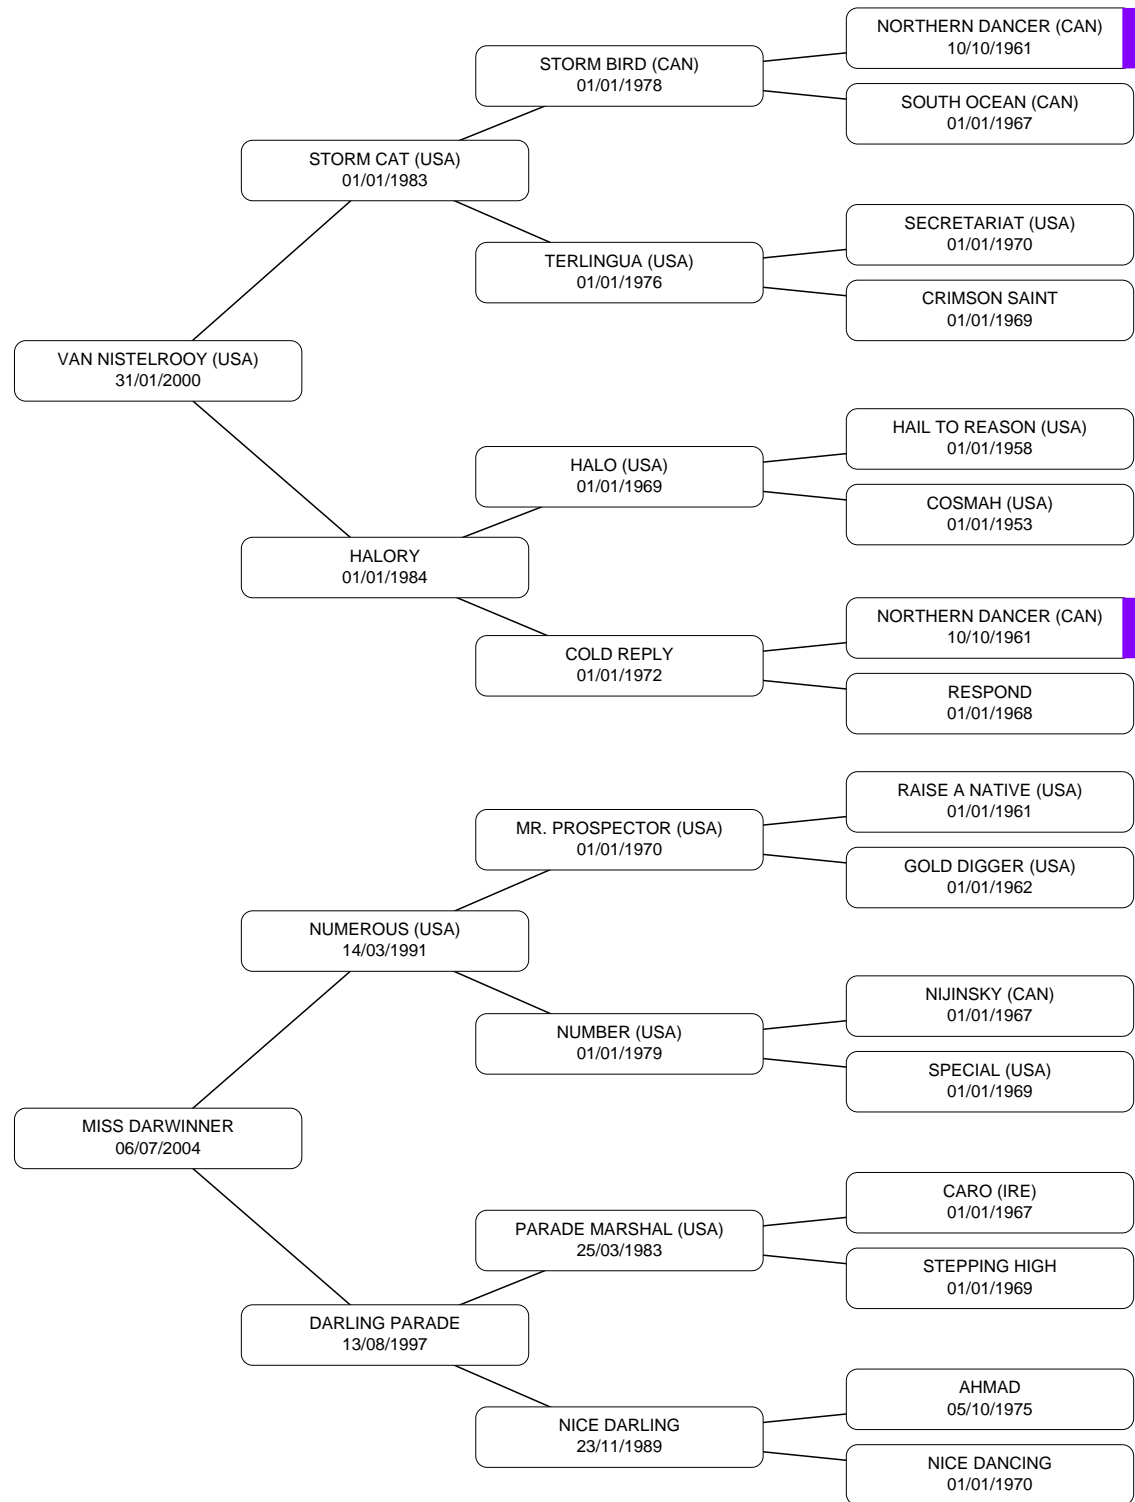 NORTHERN DANCER (CAN)
10/10/1961
STORM BIRD (CAN)
01/01/1978
SOUTH OCEAN (CAN)
01/01/1967
STORM CAT (USA)
01/01/1983
SECRETARIAT (USA)
01/01/1970
TERLINGUA (USA)
01/01/1976
CRIMSON SAINT
01/01/1969
VAN NISTELROOY (USA)
31/01/2000
HAIL TO REASON (USA)
01/01/1958
HALO (USA)
01/01/1969
COSMAH (USA)
01/01/1953
HALORY
01/01/1984
NORTHERN DANCER (CAN)
10/10/1961
COLD REPLY
01/01/1972
RESPOND
01/01/1968
RAISE A NATIVE (USA)
01/01/1961
MR. PROSPECTOR (USA)
01/01/1970
GOLD DIGGER (USA)
01/01/1962
NUMEROUS (USA)
14/03/1991
NIJINSKY (CAN)
01/01/1967
NUMBER (USA)
01/01/1979
SPECIAL (USA)
01/01/1969
MISS DARWINNER
06/07/2004
CARO (IRE)
01/01/1967
PARADE MARSHAL (USA)
25/03/1983
STEPPING HIGH
01/01/1969
DARLING PARADE
13/08/1997
AHMAD
05/10/1975
NICE DARLING
23/11/1989
NICE DANCING
01/01/1970